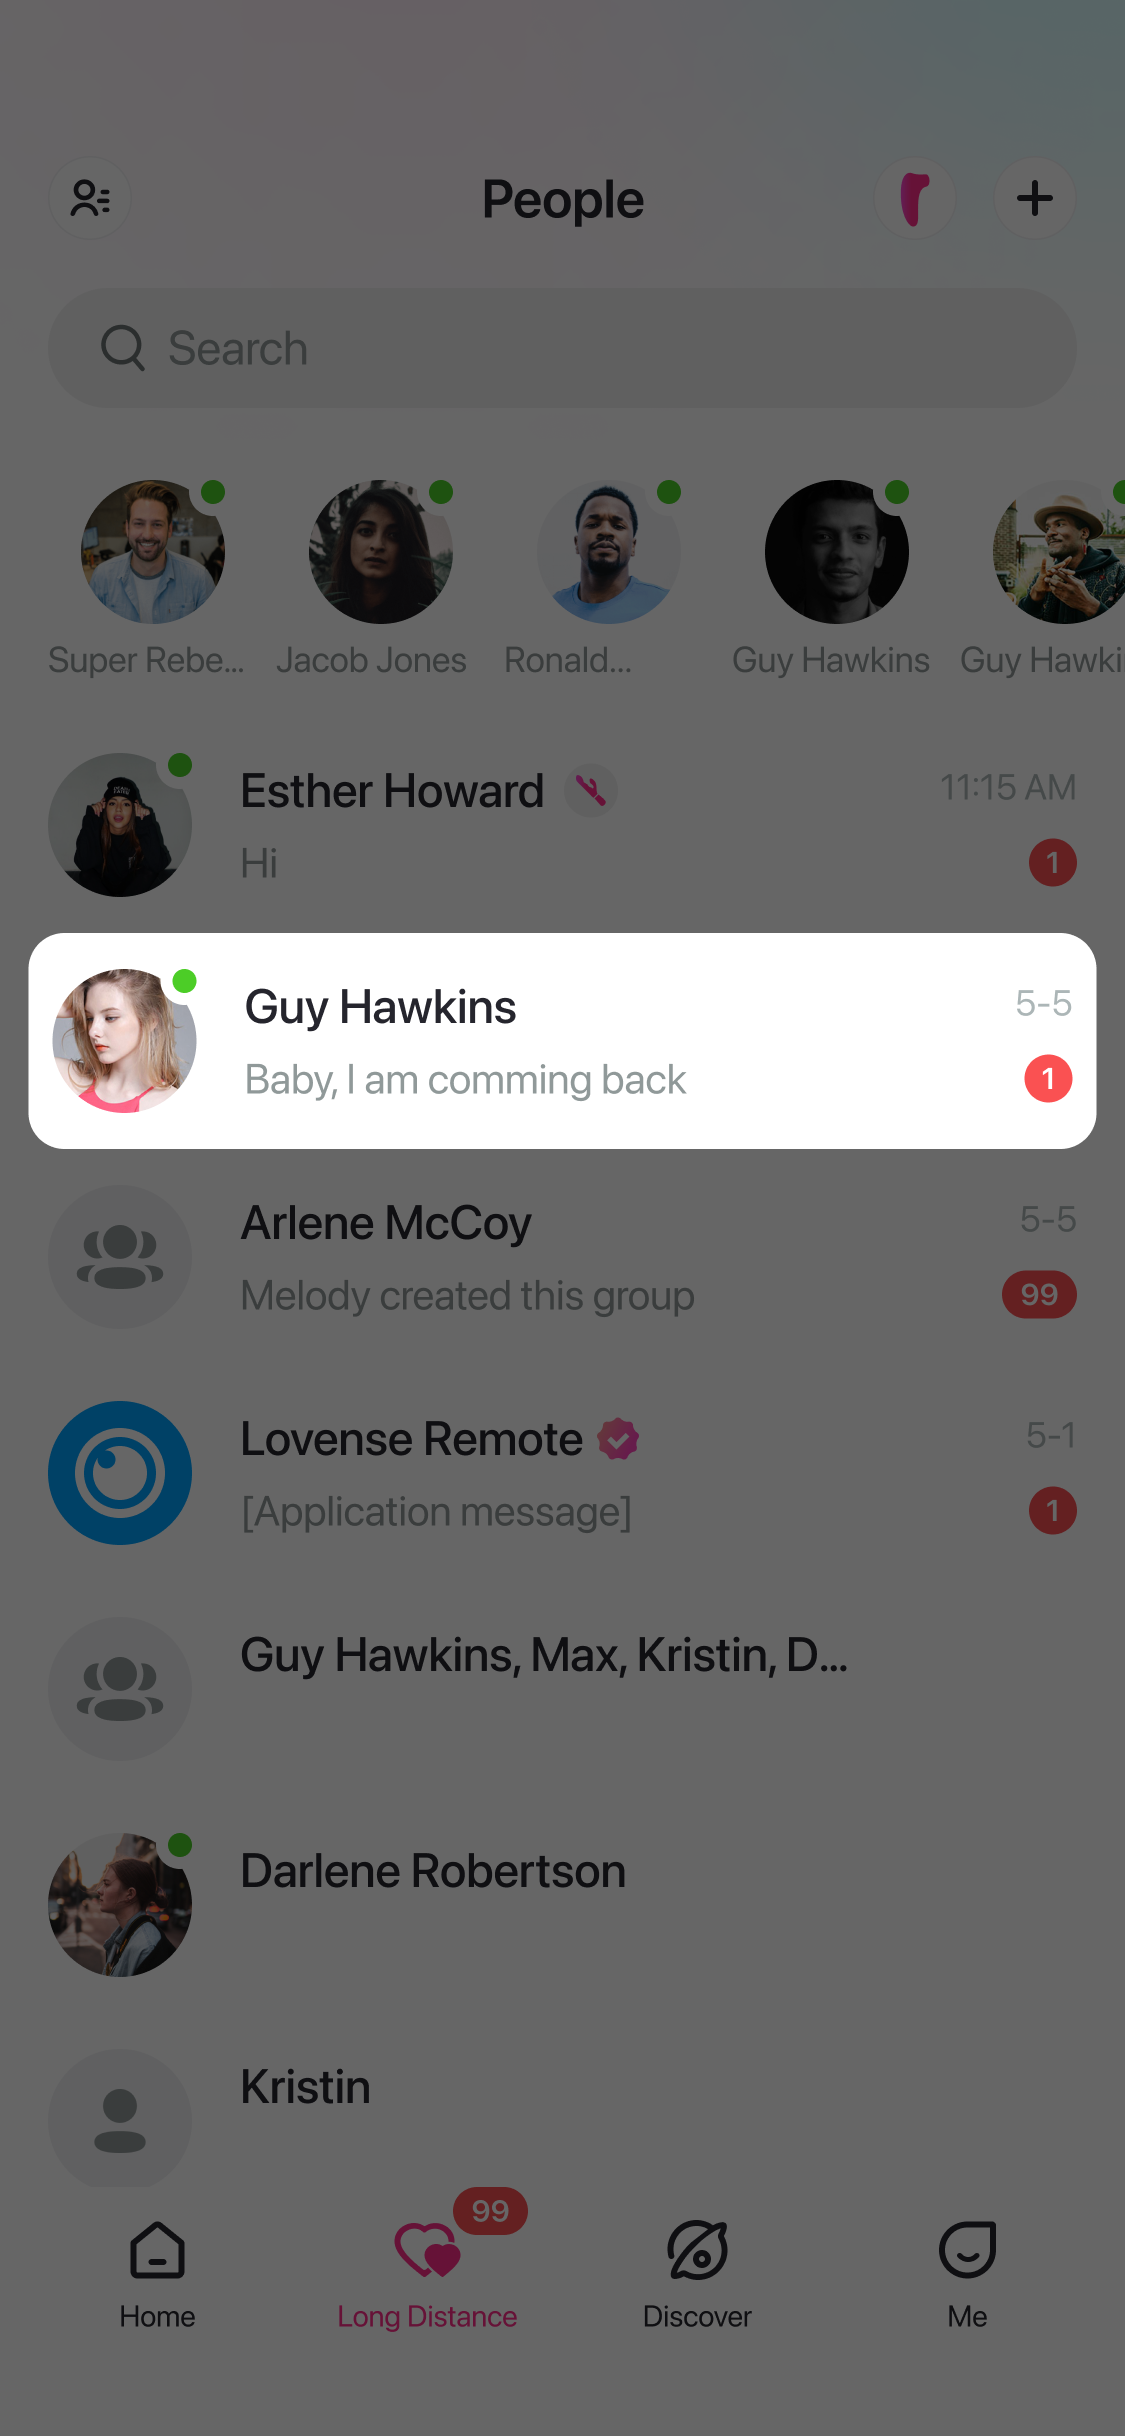 People
Search
Super Rebe...
Jacob Jones
Ronald...
Guy Hawkins
Guy Hawki
Esther Howard
11:15 AM
Hi
1
Guy Hawkins
5-5
Baby, I am comming back
1
Arlene McCoy
5-5
Melody created this group
99
Lovense Remote
5-1
[Application message]
1
Guy Hawkins, Max, Kristin, D...
Darlene Robertson
Kristin
99
Home
Long Distance
Discover
Me